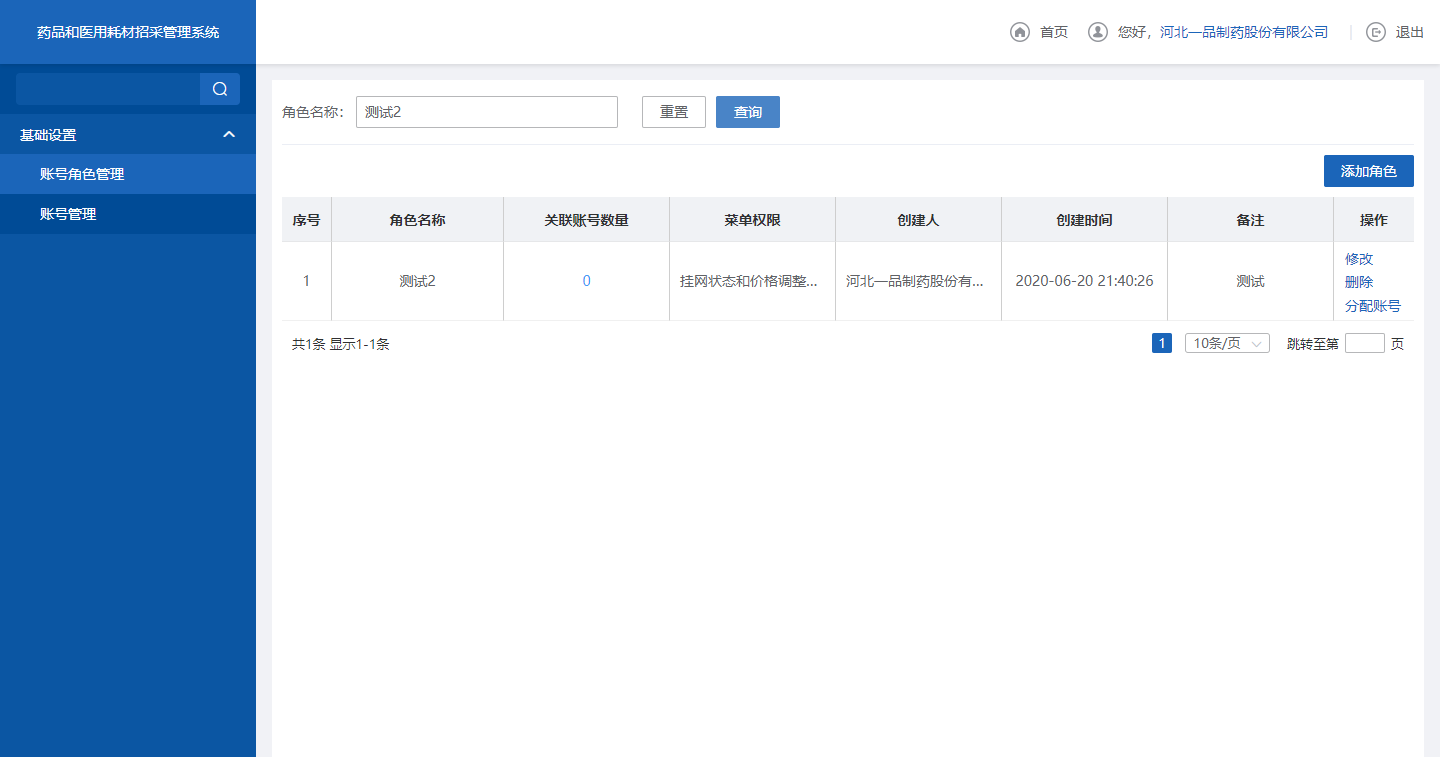 药品和医用耗材招采管理系统
首页 您好，河北一品制药股份有限公司 退出
基础设置
账号角色管理
账号管理
角色名称： 测试2 重置 查询
添加角色
序号 角色名称 关联账号数量 菜单权限 创建人 创建时间 备注 操作
1 测试2 0 挂网状态和价格调整... 河北一品制药股份有... 2020-06-20 21:40:26 测试 修改
删除
分配账号
共1条 显示1-1条 1 10条/页 跳转至第 页